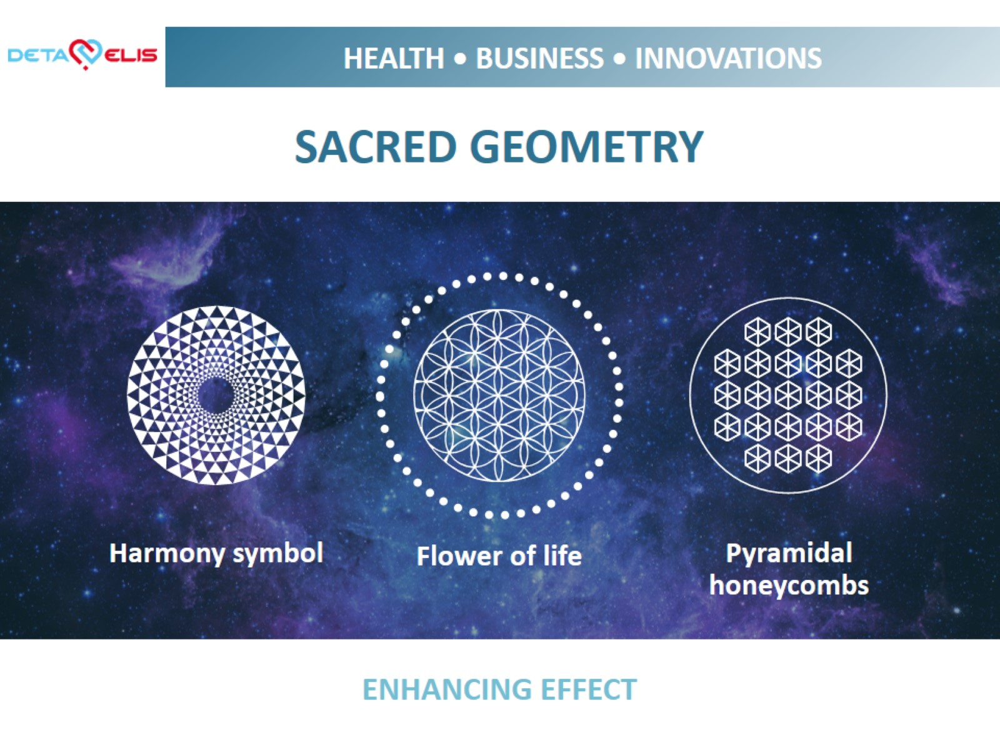 DETA ELIS
HEALTH • BUSINESS • INNOVATIONS
SACRED GEOMETRY
Harmony symbol
Flower of life
Pyramidal
honeycombs
ENHANCING EFFECT